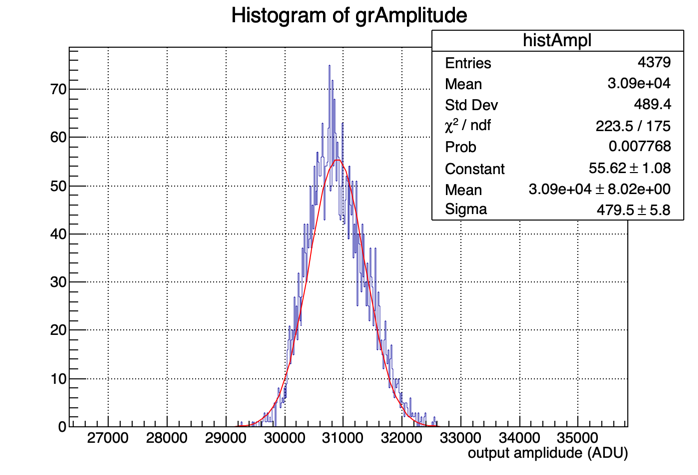 Histogram of grAmplitude
histAmpl
Entries 4379
Mean 3.09e+04
Std Dev 489.4
χ² / ndf 223.5 / 175
Prob 0.007768
Constant 55.62 ± 1.08
Mean 3.09e+04 ± 8.02e+00
Sigma 479.5 ± 5.8
70
60
50
40
30
20
10
0
27000 28000 29000 30000 31000 32000 33000 34000 35000
output amplidude (ADU)